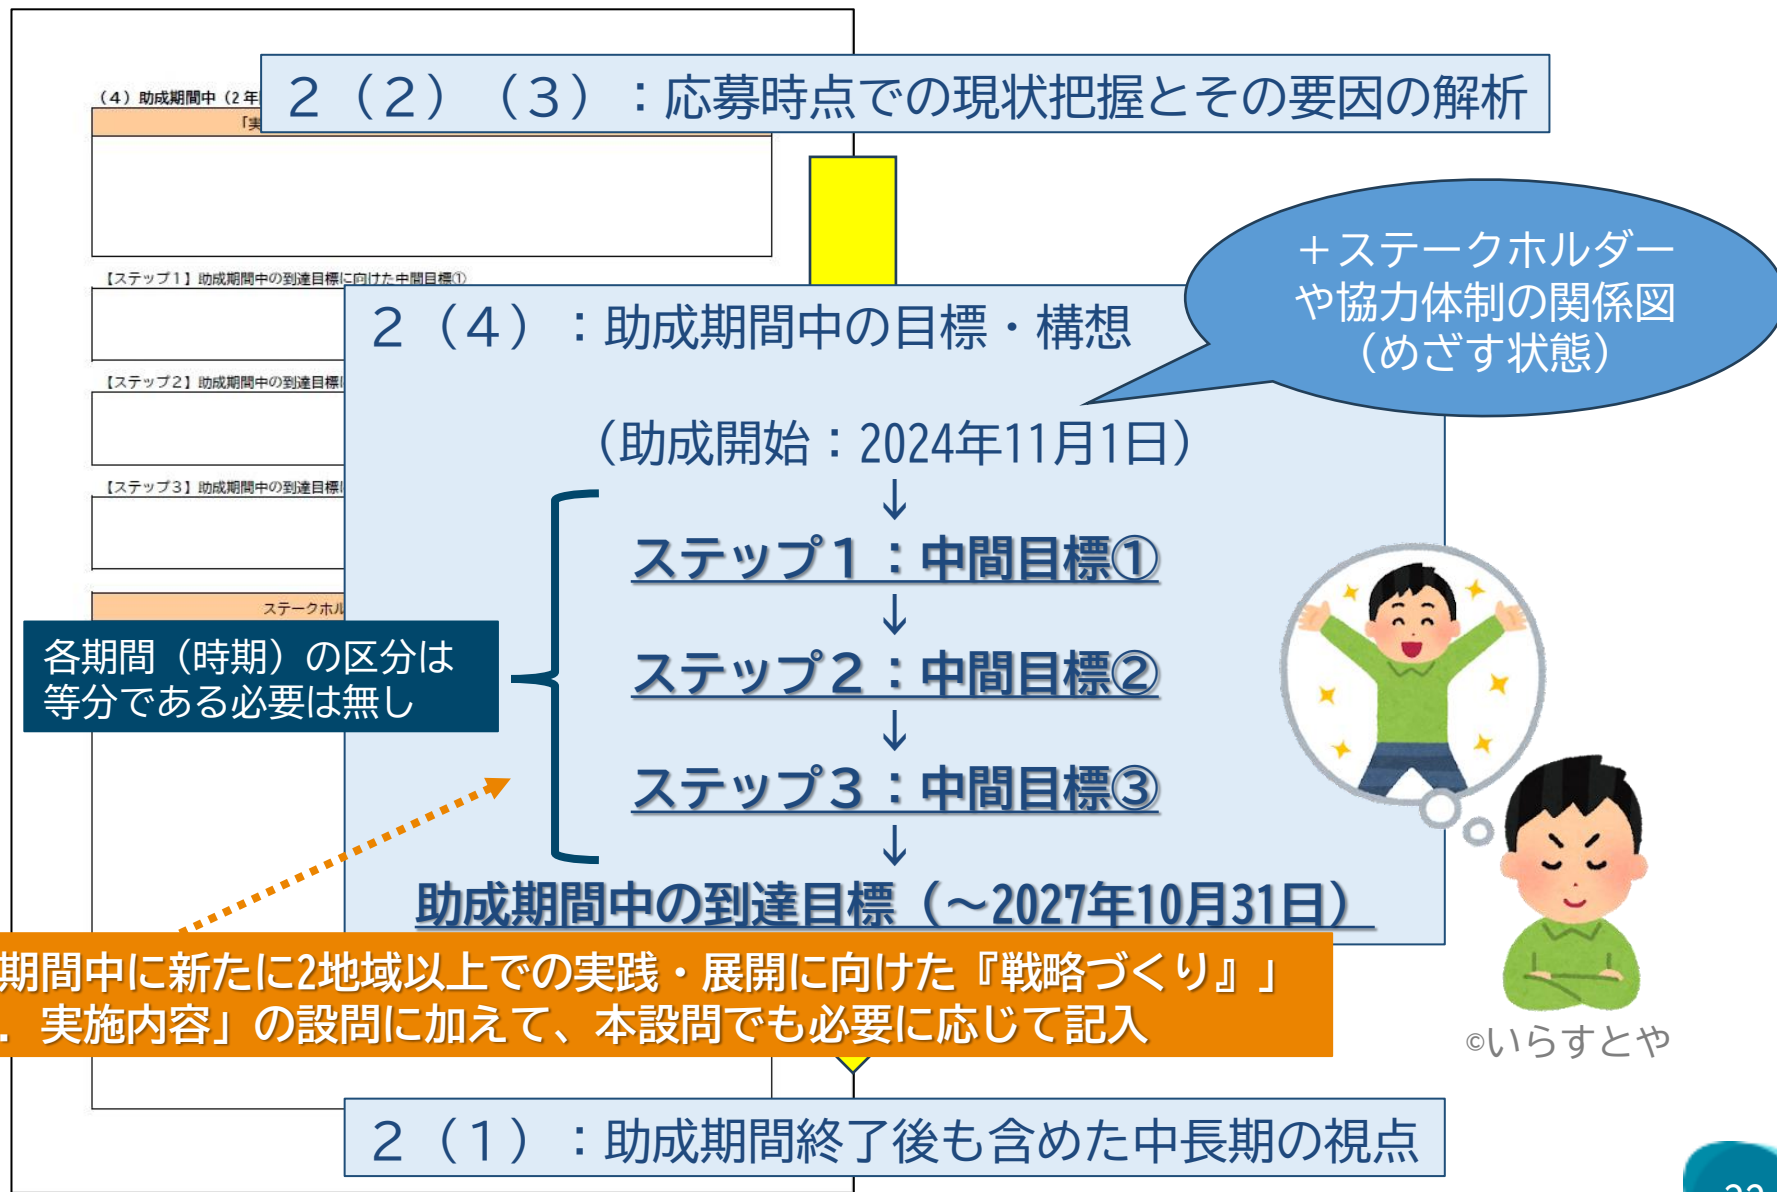 ２（２）（３）：応募時点での現状把握とその要因の解析
（4）助成期間中（2年
「実
【ステップ1】助成期間中の到達目標に向けた中間目標①
【ステップ2】助成期間中の到達目標に
【ステップ3】助成期間中の到達目標に
ステークホル
＋ステークホルダー
や協力体制の関係図
（めざす状態）
２（４）：助成期間中の目標・構想
（助成開始：2024年11月1日）
↓
ステップ１：中間目標①
↓
ステップ２：中間目標②
↓
ステップ３：中間目標③
↓
助成期間中の到達目標（～2027年10月31日）
各期間（時期）の区分は
等分である必要は無し
期間中に新たに2地域以上での実践・展開に向けた『戦略づくり』」
．実施内容」の設問に加えて、本設問でも必要に応じて記入
©いらすとや
２（１）：助成期間終了後も含めた中長期の視点